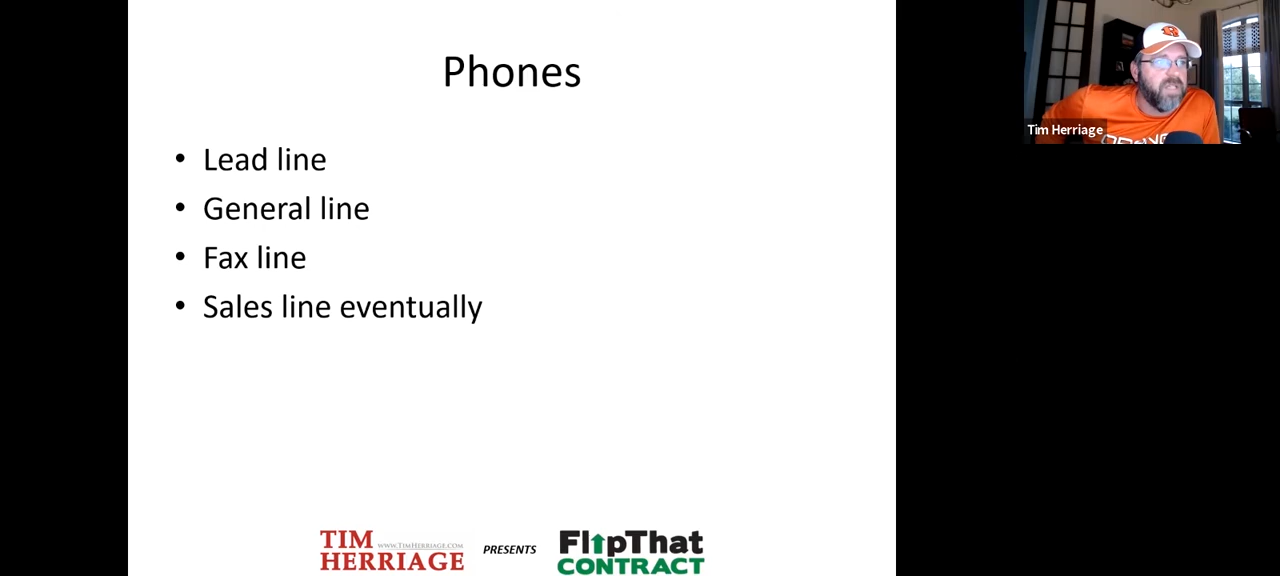 Phones
• Lead line
• General line
• Fax line
• Sales line eventually
Tim Herriage
TIM WWW.TIMHERRIAGE.COM
HERRIAGE
PRESENTS
FlipThat
CONTRACT